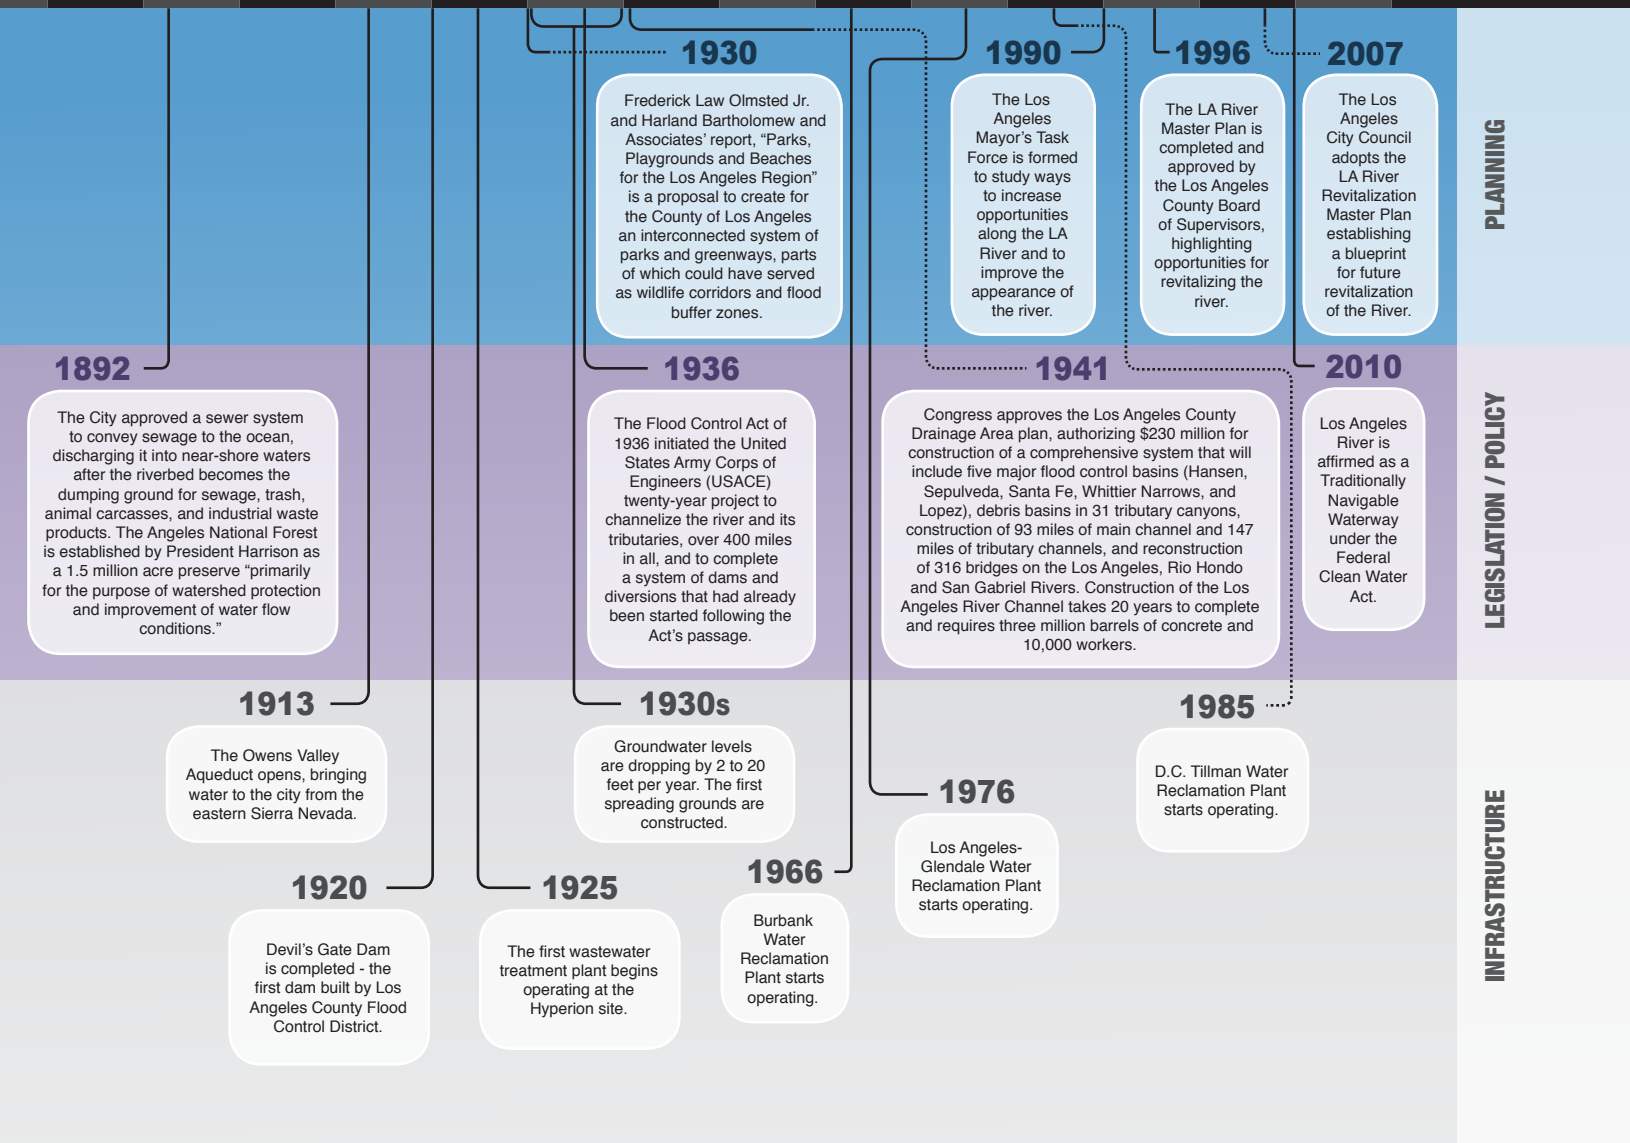 1930
Frederick Law Olmsted Jr.
and Harland Bartholomew and
Associates’ report, “Parks,
Playgrounds and Beaches
for the Los Angeles Region”
is a proposal to create for
the County of Los Angeles
an interconnected system of
parks and greenways, parts
of which could have served
as wildlife corridors and flood
buffer zones.
1990
The Los
Angeles
Mayor’s Task
Force is formed
to study ways
to increase
opportunities
along the LA
River and to
improve the
appearance of
the river.
1996
The LA River
Master Plan is
completed and
approved by
the Los Angeles
County Board
of Supervisors,
highlighting
opportunities for
revitalizing the
river.
2007
The Los
Angeles
City Council
adopts the
LA River
Revitalization
Master Plan
establishing
a blueprint
for future
revitalization
of the River.
PLANNING
1892
The City approved a sewer system
to convey sewage to the ocean,
discharging it into near-shore waters
after the riverbed becomes the
dumping ground for sewage, trash,
animal carcasses, and industrial waste
products. The Angeles National Forest
is established by President Harrison as
a 1.5 million acre preserve “primarily
for the purpose of watershed protection
and improvement of water flow
conditions.”
1936
The Flood Control Act of
1936 initiated the United
States Army Corps of
Engineers (USACE)
twenty-year project to
channelize the river and its
tributaries, over 400 miles
in all, and to complete
a system of dams and
diversions that had already
been started following the
Act’s passage.
1941
Congress approves the Los Angeles County
Drainage Area plan, authorizing $230 million for
construction of a comprehensive system that will
include five major flood control basins (Hansen,
Sepulveda, Santa Fe, Whittier Narrows, and
Lopez), debris basins in 31 tributary canyons,
construction of 93 miles of main channel and 147
miles of tributary channels, and reconstruction
of 316 bridges on the Los Angeles, Rio Hondo
and San Gabriel Rivers. Construction of the Los
Angeles River Channel takes 20 years to complete
and requires three million barrels of concrete and
10,000 workers.
2010
Los Angeles
River is
affirmed as a
Traditionally
Navigable
Waterway
under the
Federal
Clean Water
Act.
LEGISLATION / POLICY
1913
The Owens Valley
Aqueduct opens, bringing
water to the city from the
eastern Sierra Nevada.
1930s
Groundwater levels
are dropping by 2 to 20
feet per year. The first
spreading grounds are
constructed.
1985
D.C. Tillman Water
Reclamation Plant
starts operating.
1976
Los Angeles-
Glendale Water
Reclamation Plant
starts operating.
1920
Devil’s Gate Dam
is completed - the
first dam built by Los
Angeles County Flood
Control District.
1925
The first wastewater
treatment plant begins
operating at the
Hyperion site.
1966
Burbank
Water
Reclamation
Plant starts
operating.
INFRASTRUCTURE